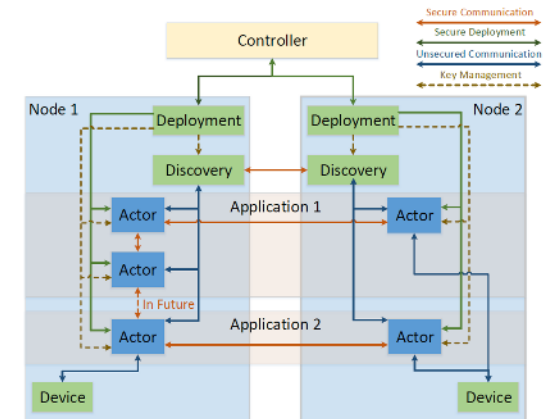 Secure Communication
Secure Deployment
Unsecured Communication
Key Management
Controller
Node 1
Node 2
Deployment
Deployment
Discovery
Discovery
Application 1
Actor
Actor
Actor
In Future
Application 2
Actor
Actor
Device
Device